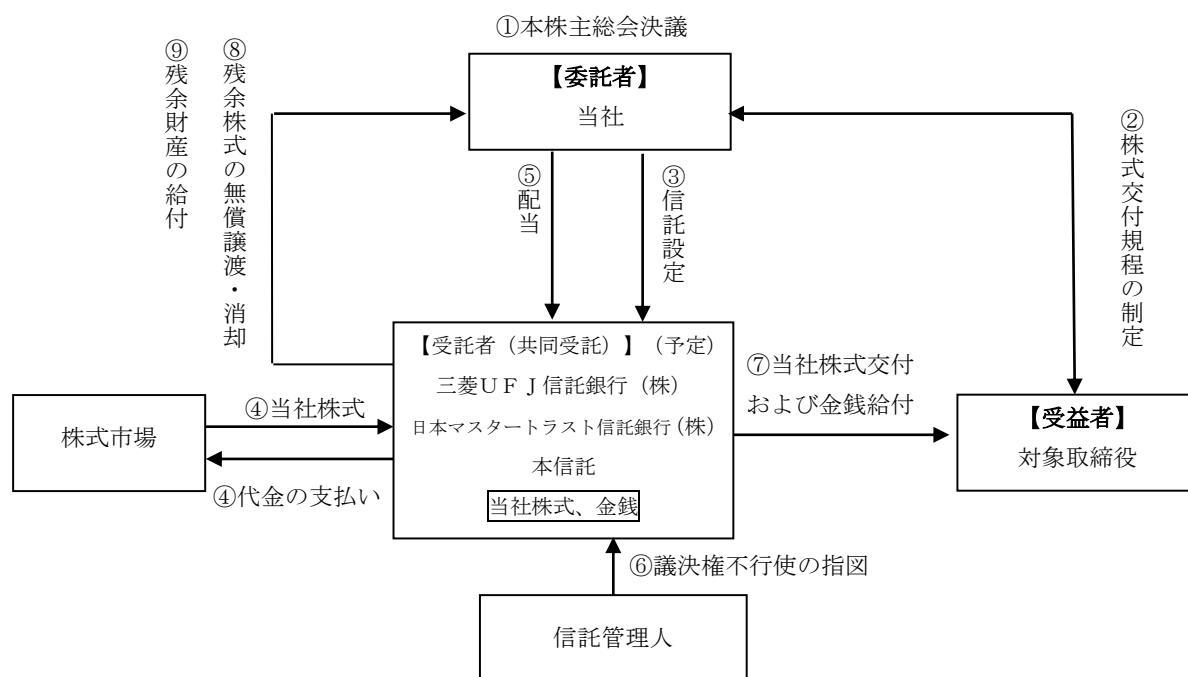 ①本株主総会決議
【委託者】
当社
⑨残余財産の給付
⑧残余株式の無償譲渡・消却
⑤配当
③信託設定
②株式交付規程の制定
【受託者（共同受託）】（予定）
三菱ＵＦＪ信託銀行（株）
日本マスタートラスト信託銀行（株）
本信託
当社株式、金銭
株式市場
④当社株式
④代金の支払い
⑦当社株式交付
および金銭給付
【受益者】
対象取締役
⑥議決権不行使の指図
信託管理人